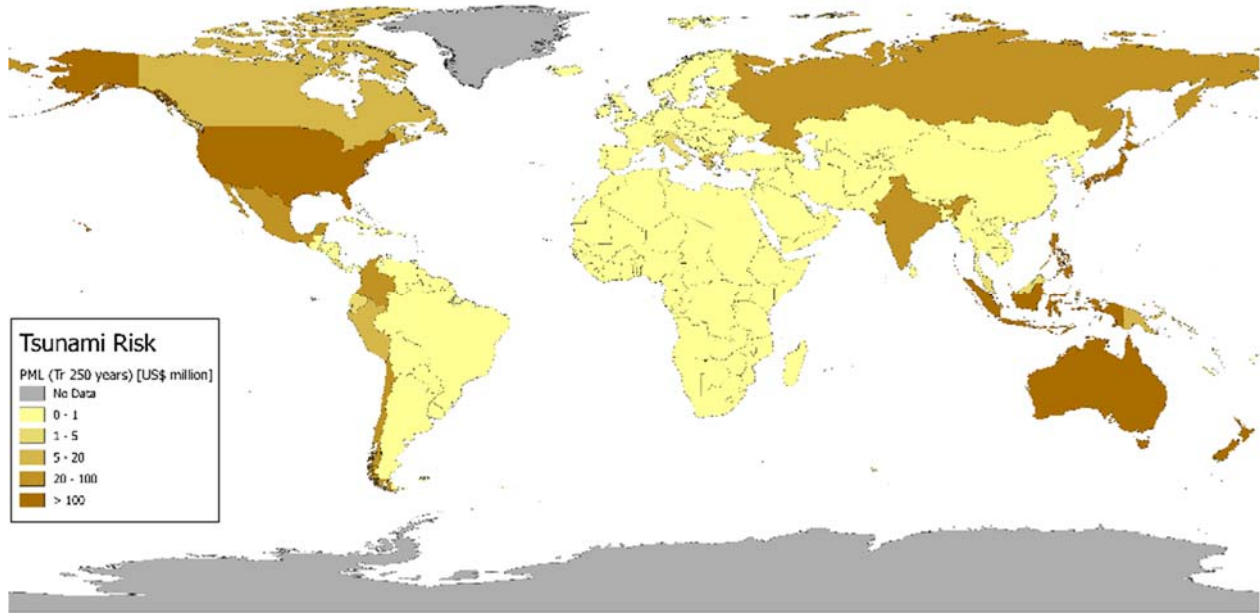 Tsunami Risk
PML (Tr 250 years) [US$ million]
No Data
0 - 1
1 - 5
5 - 20
20 - 100
> 100